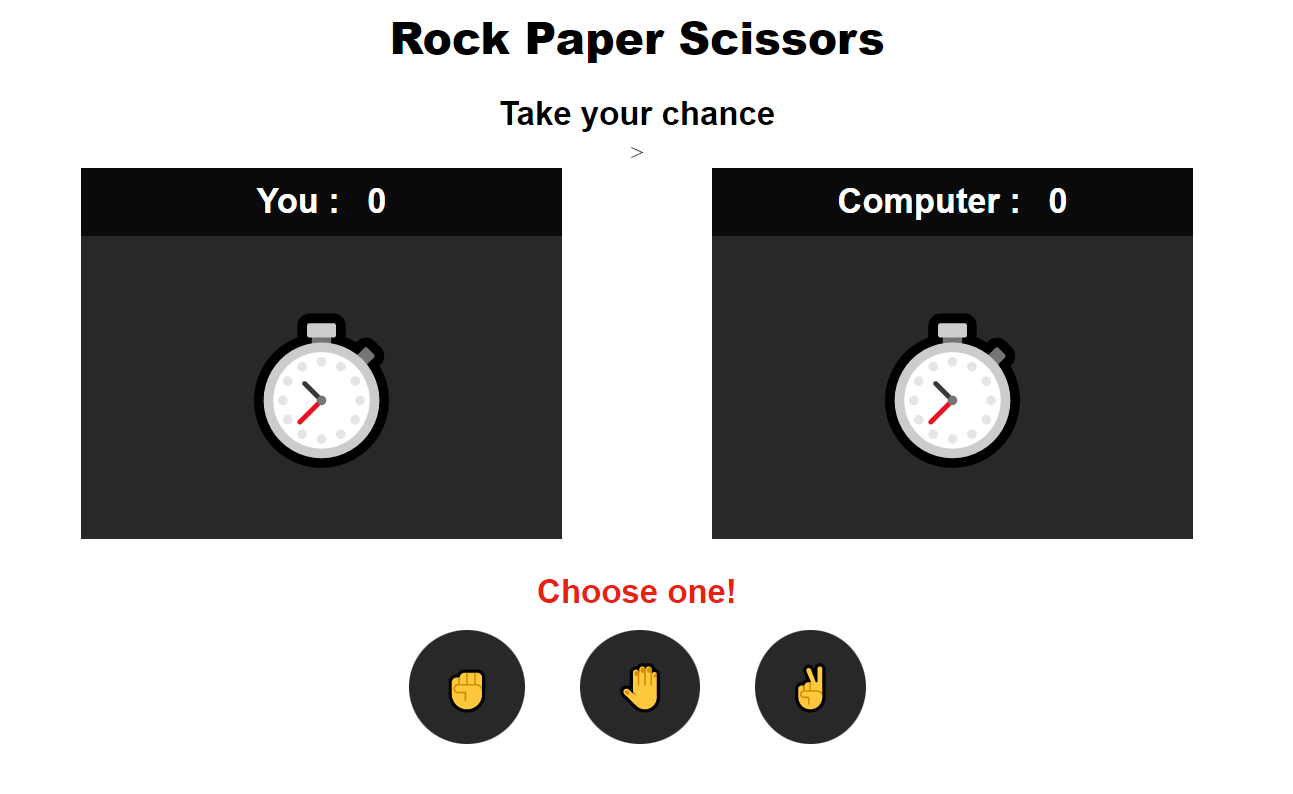 Rock Paper Scissors
Take your chance
>
You : 0
Computer : 0
Choose one!